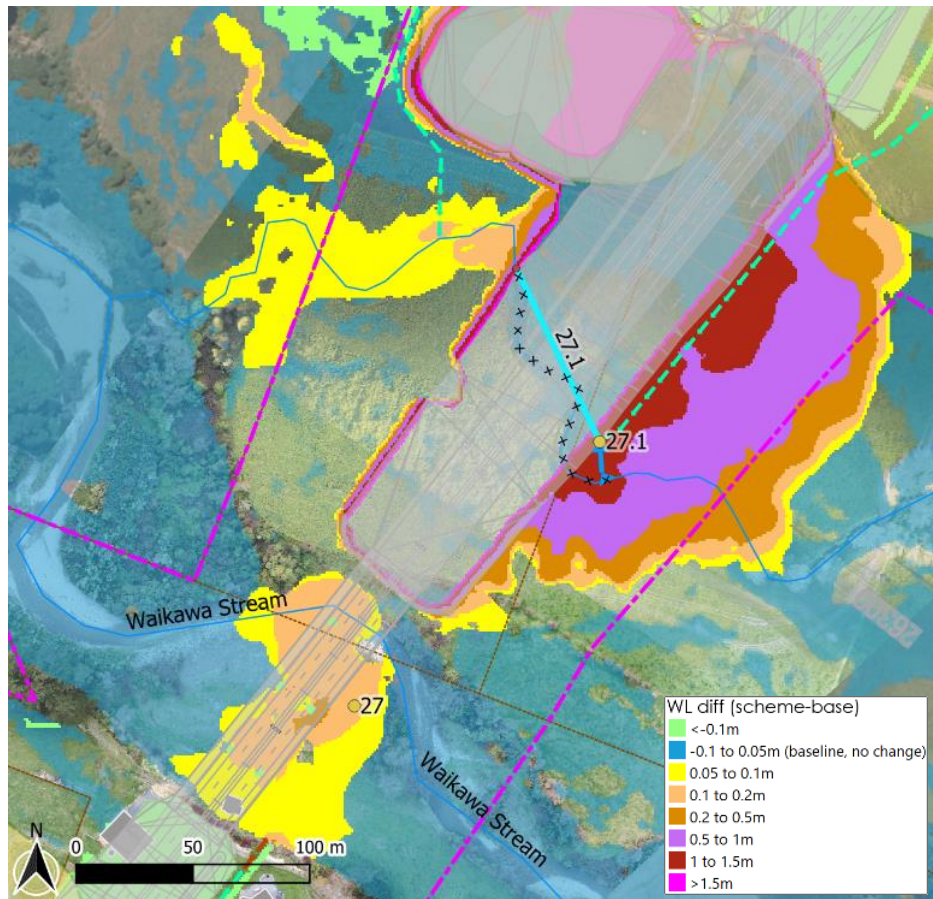 27.1
27.1
Waikawa Stream
27
Waikawa Stream
N
0 50 100 m
WL diff (scheme-base)
<-0.1m
-0.1 to 0.05m (baseline, no change)
0.05 to 0.1m
0.1 to 0.2m
0.2 to 0.5m
0.5 to 1m
1 to 1.5m
>1.5m